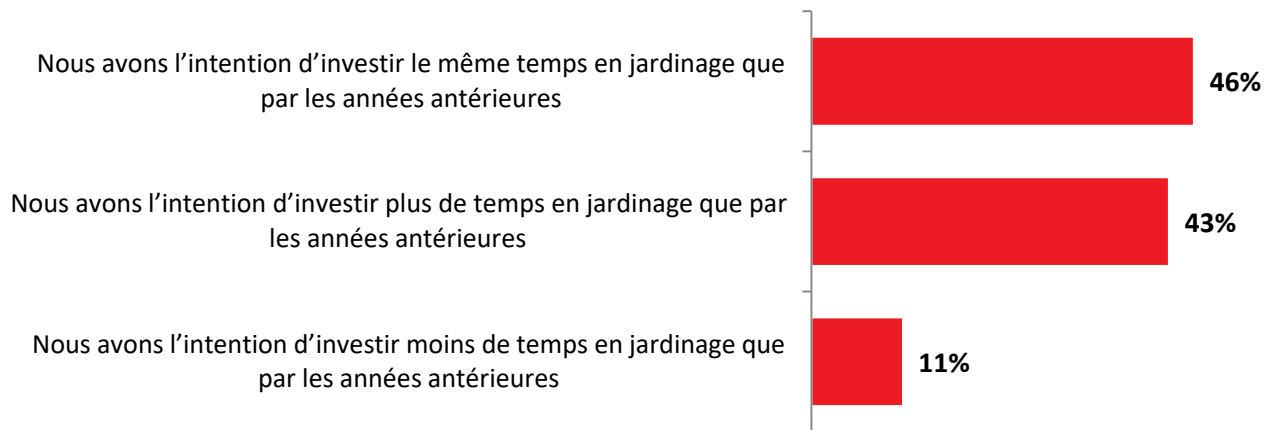 Nous avons l’intention d’investir le même temps en jardinage que
par les années antérieures
46%
Nous avons l’intention d’investir plus de temps en jardinage que par
les années antérieures
43%
Nous avons l’intention d’investir moins de temps en jardinage que
par les années antérieures
11%